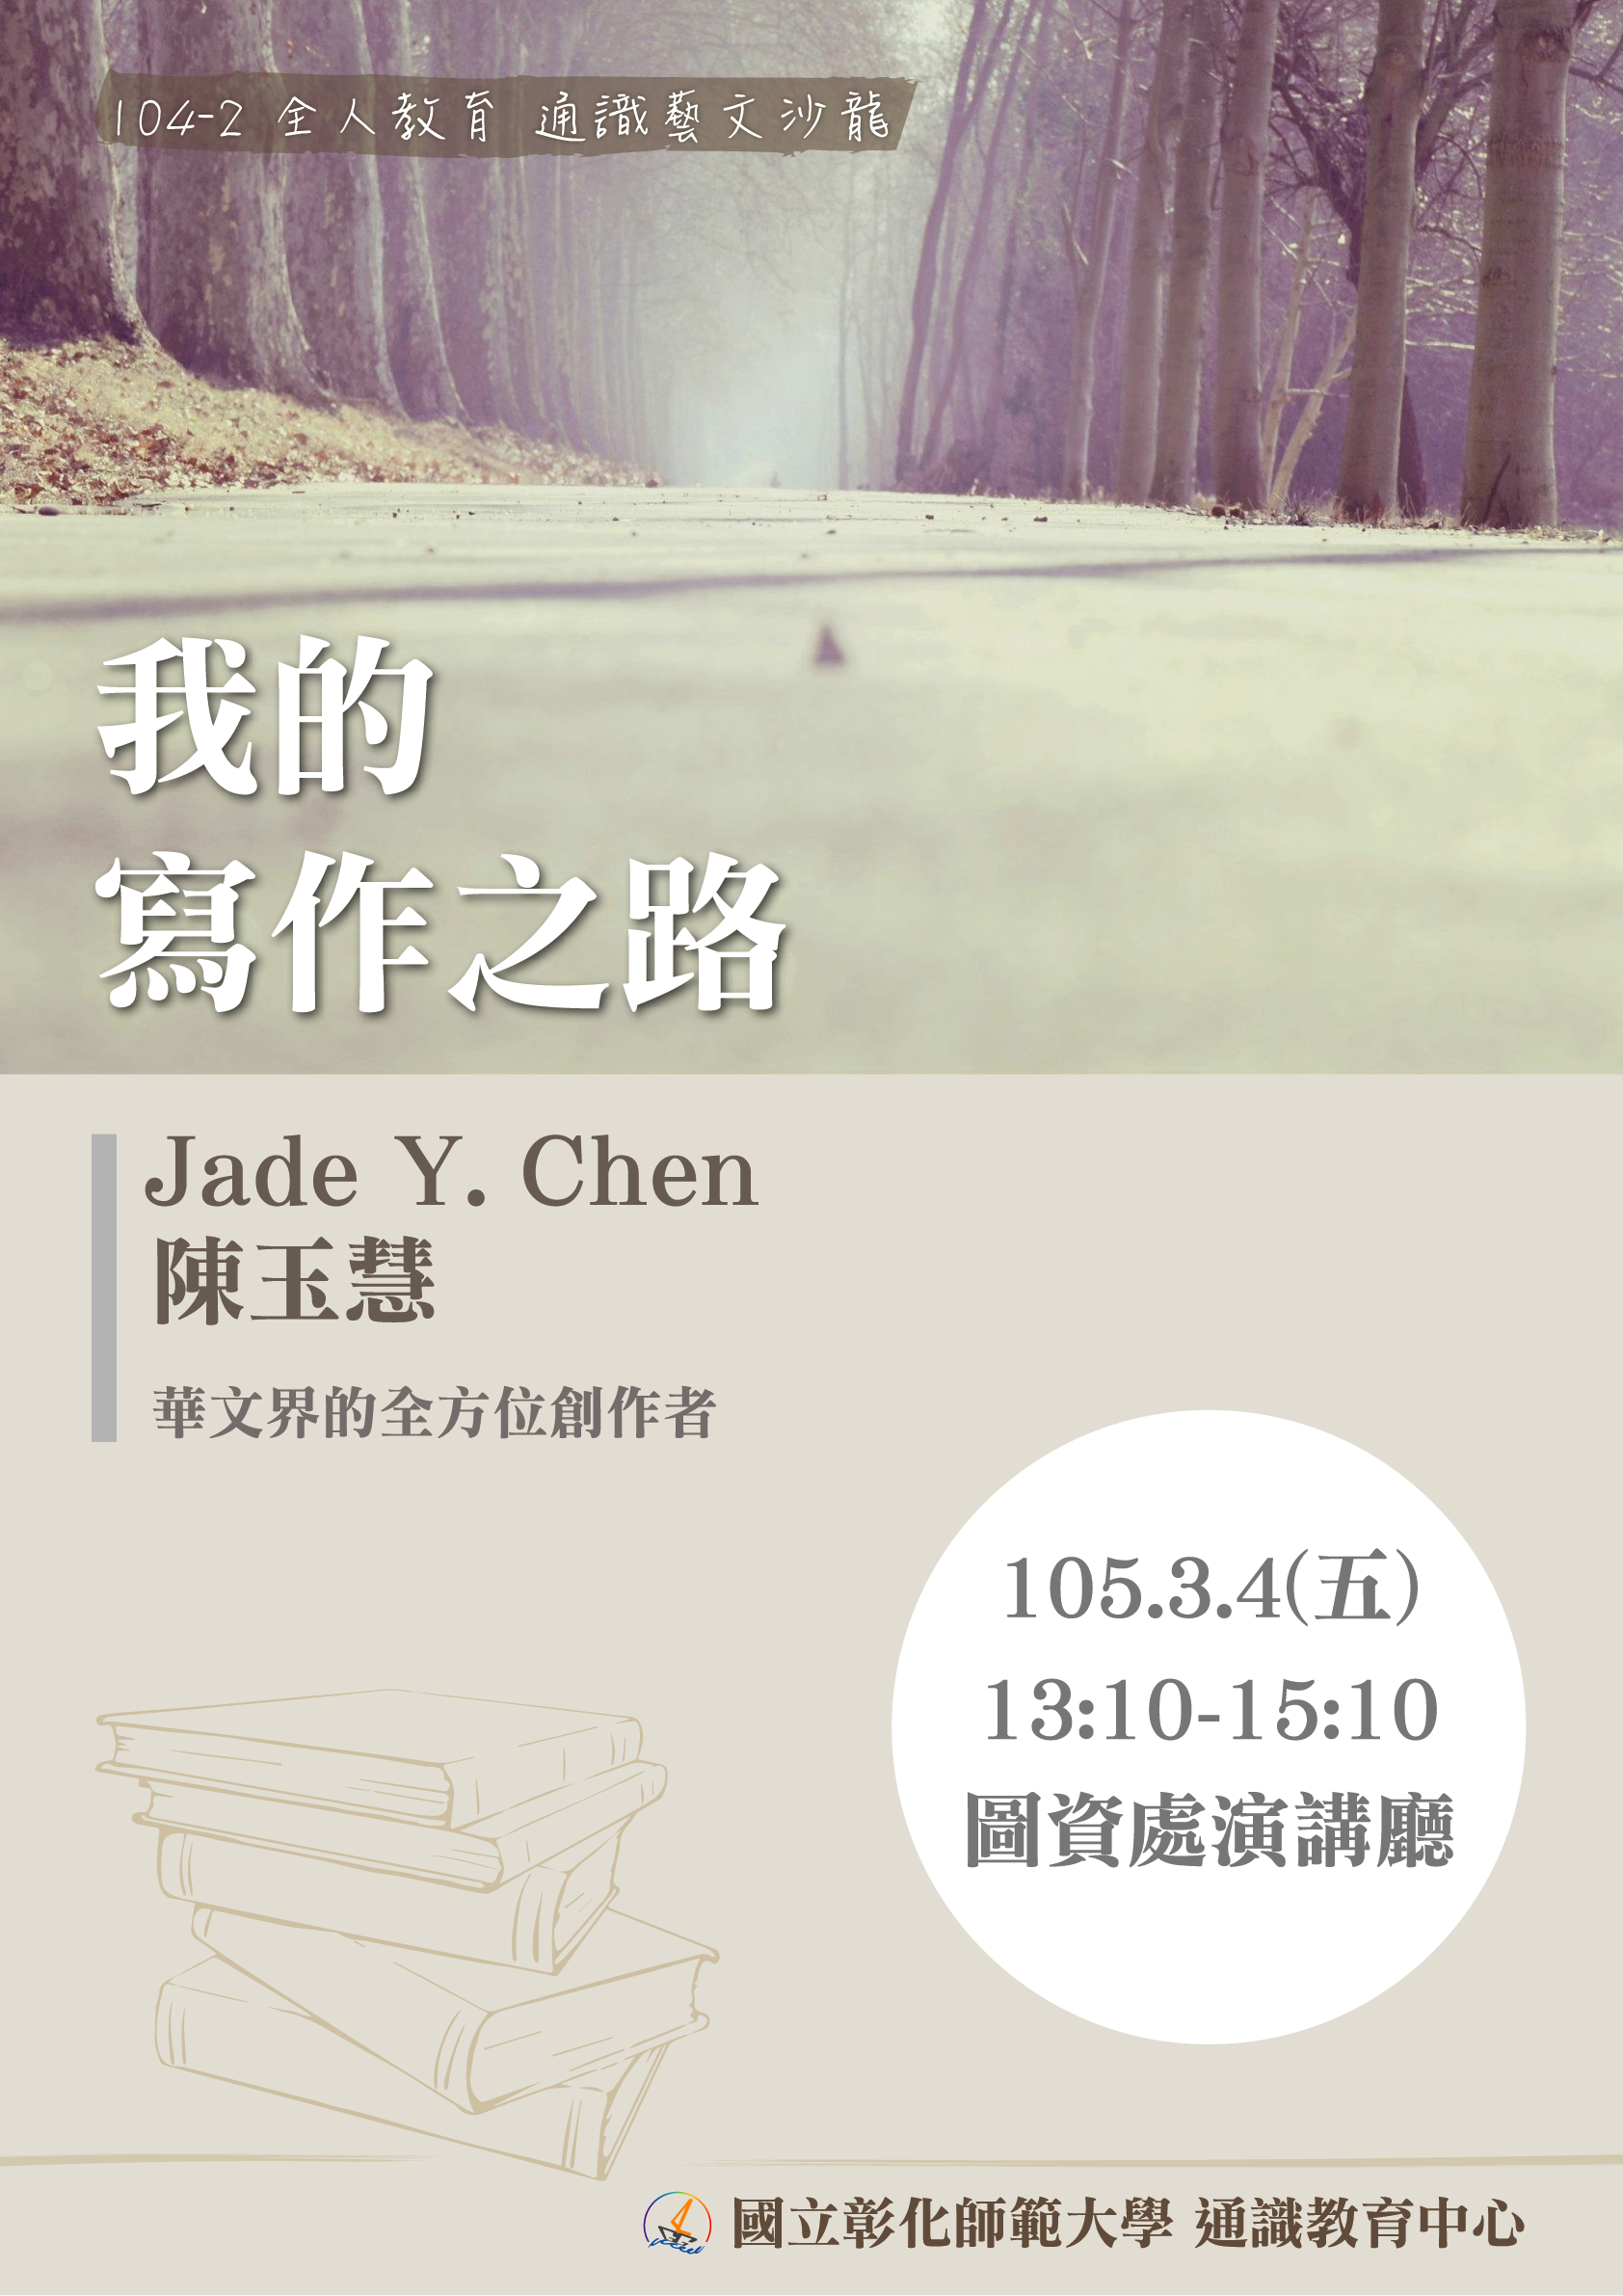 104-2 全人教育 通識藝文沙龍
我的
寫作之路
Jade Y. Chen
陳玉慧
華文界的全方位創作者
105.3.4(五)
13:10-15:10
圖資處演講廳
國立彰化師範大學 通識教育中心